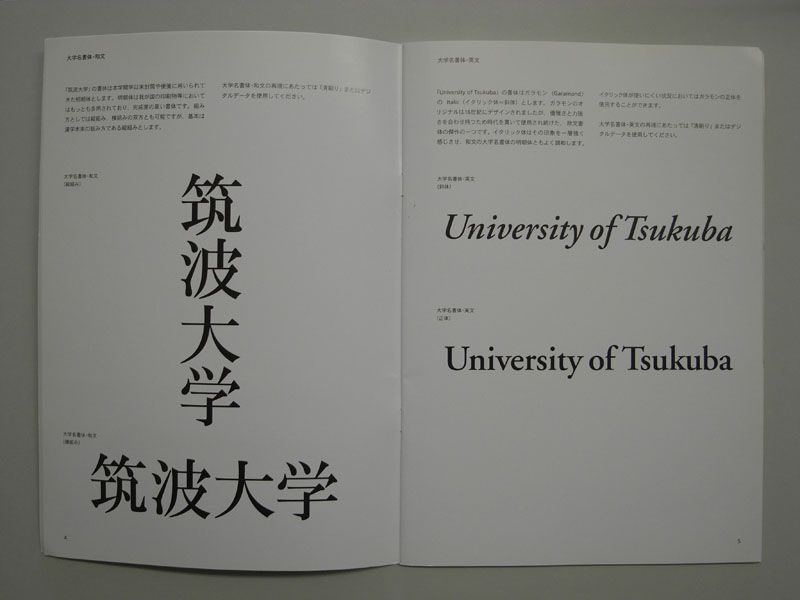 大学名書体-和文
「筑波大学」の書体は本学開学以来封筒や便箋に用いられて
きた明朝体とします。明朝体は我が国の印刷物等において
はもっとも多用されており、完成度の高い書体です。組み
方としては縦組み、横組みの双方とも可能ですが、基本は
漢字本来の組み方である縦組みとします。
大学名書体-和文の再現にあたっては「清刷り」またはデジ
タルデータを使用してください。
大学名書体-和文
(縦組み)
筑波大学
大学名書体-和文
(横組み)
筑波大学
4
大学名書体-英文
「University of Tsukuba」の書体はガラモン (Garamond)
の Italic (イタリック体=斜体) とします。ガラモンのオ
リジナルは16世紀にデザインされましたが、優雅さと力強
さを合わせ持つため時代を置いて使用され続けた、欧文書
体の傑作の一つです。イタリック体はその印象を一層強く
感じさせ、和文の大学名書体の明朝体ともよく調和します。
イタリック体が使いにくい状況においてはガラモンの正体を
使用することができます。
大学名書体-英文の再現にあたっては「清刷り」またはデジ
タルデータを使用してください。
大学名書体-英文
(斜体)
University of Tsukuba
大学名書体-英文
(正体)
University of Tsukuba
5